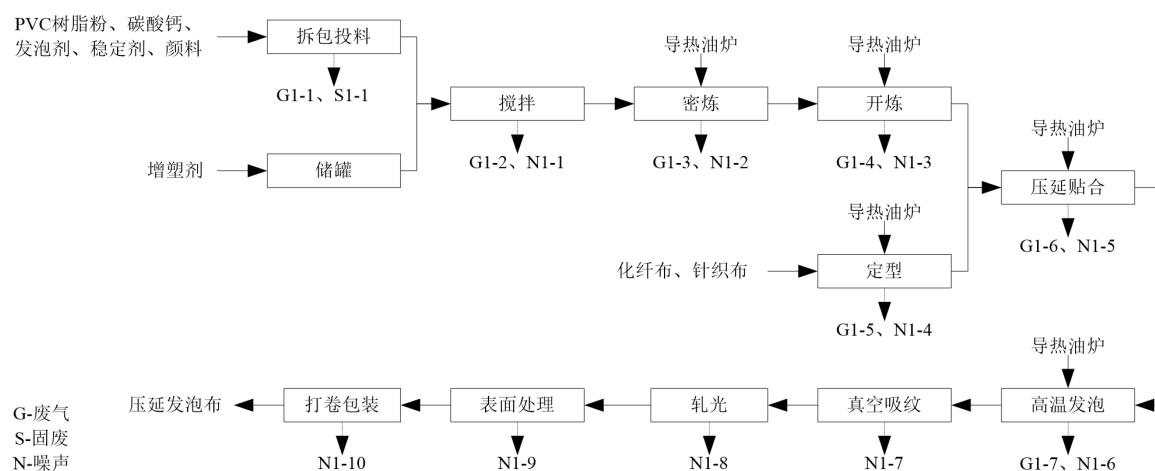 PVC树脂粉、碳酸钙、
发泡剂、稳定剂、颜料
拆包投料
G1-1、S1-1
增塑剂
储罐
搅拌
G1-2、N1-1
导热油炉
密炼
G1-3、N1-2
导热油炉
开炼
G1-4、N1-3
导热油炉
化纤布、针织布
定型
G1-5、N1-4
导热油炉
压延贴合
G1-6、N1-5
导热油炉
高温发泡
G1-7、N1-6
真空吸纹
N1-7
轧光
N1-8
表面处理
N1-9
打卷包装
N1-10
压延发泡布
G-废气
S-固废
N-噪声